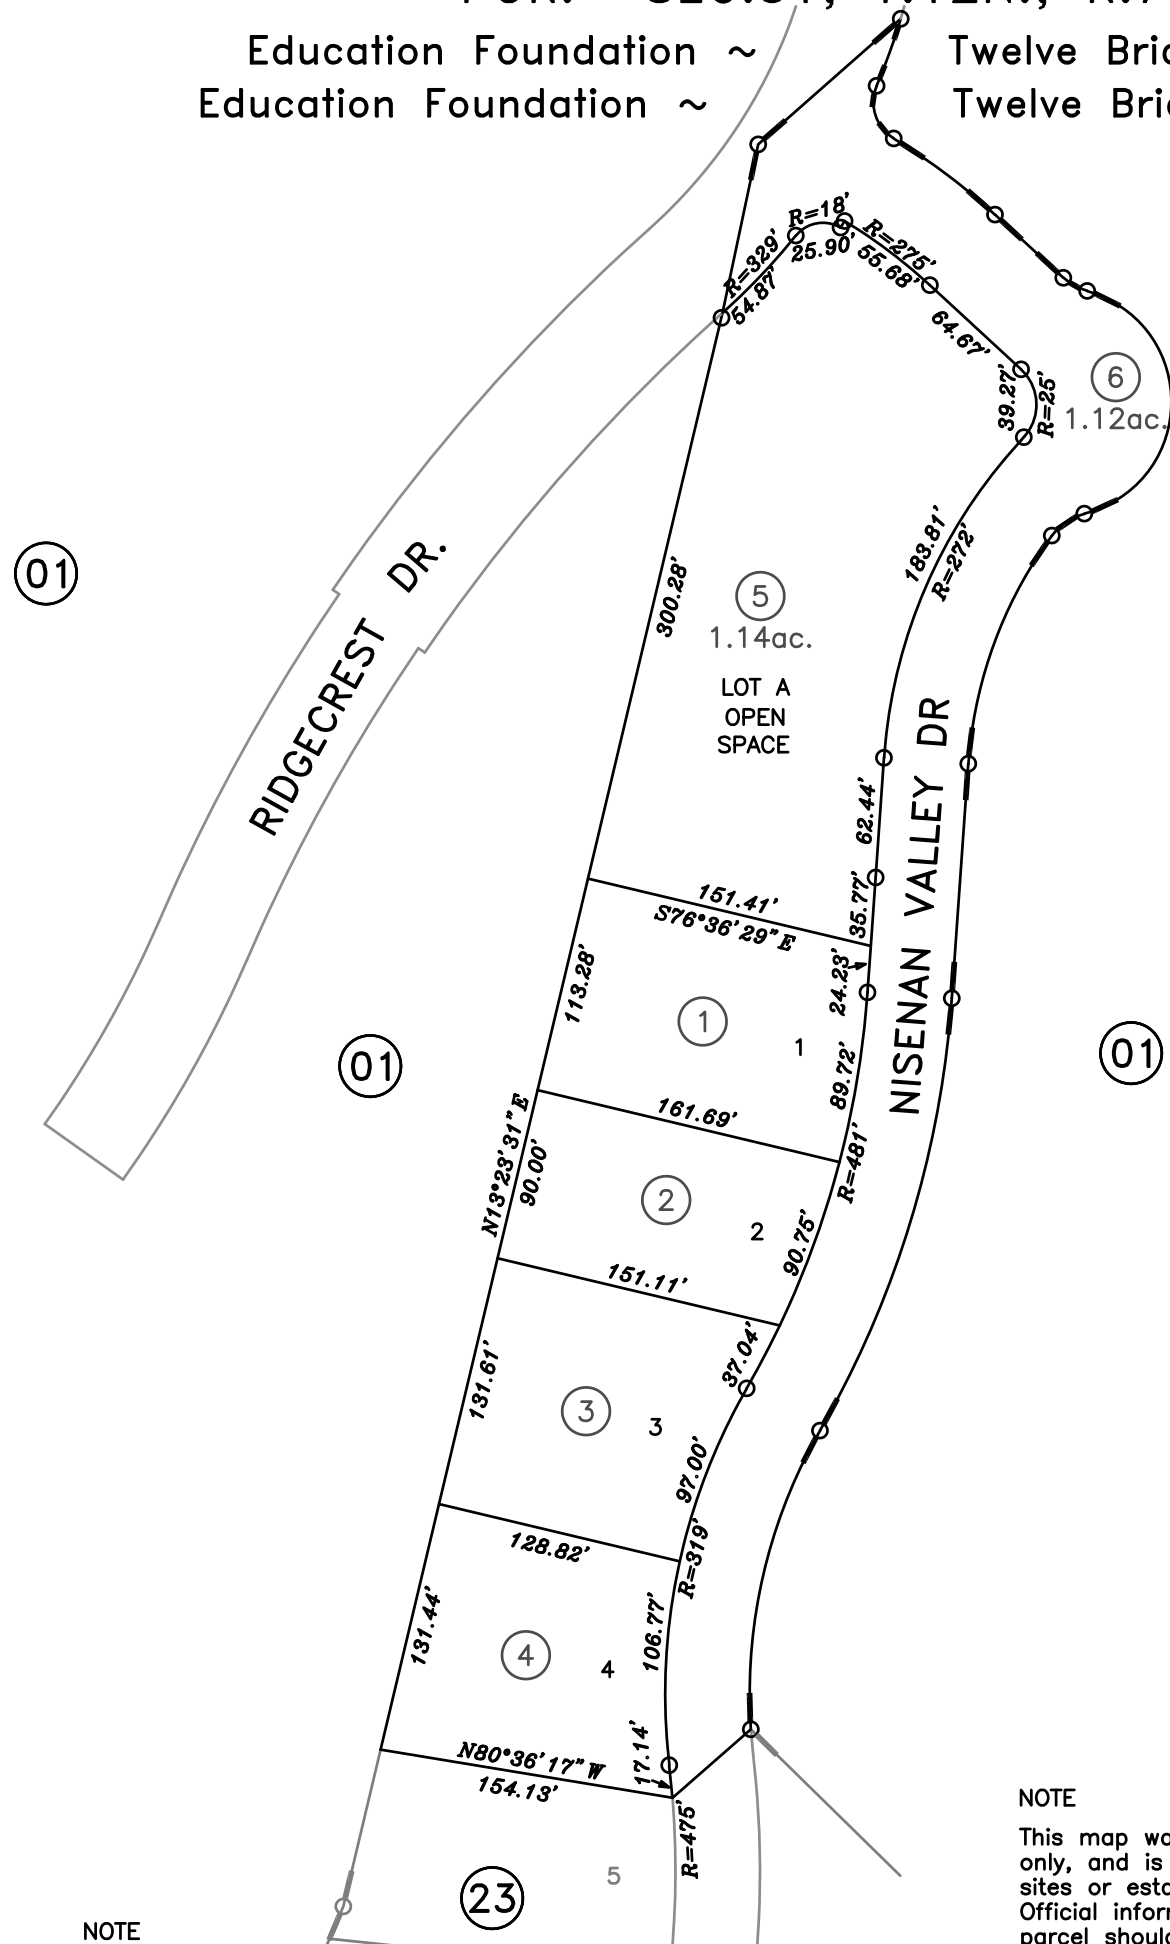 Education Foundation ~ Twelve
Education Foundation ~ Twelve
R=18'
R=329'
25.90'
R=275'
54.87'
55.68'
64.67'
39.27'
R=25'
6
1.12ac.
183.81'
R=272'
01
RIDGECREST DR.
300.28'
5
1.14ac.
LOT A
OPEN
SPACE
62.44'
NISENAN VALLEY DR
151.41'
S76°36'29"E
35.77'
113.28'
24.23'
1
1
01
01
89.72'
161.69'
N13°23'31"E
90.00'
R=481'
2
2
90.75'
151.11'
131.61'
37.04'
3
3
97.00'
128.82'
R=319'
131.44'
106.77'
4
4
N80°36'17"W
154.13'
17.14'
R=475'
5
23
NOTE
This map
only, and is
sites or
Official
parcel
NOTE